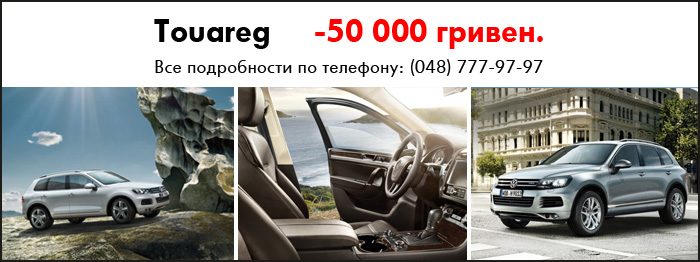 Touareg -50 000 гривен.
Все подробности по телефону: (048) 777-97-97